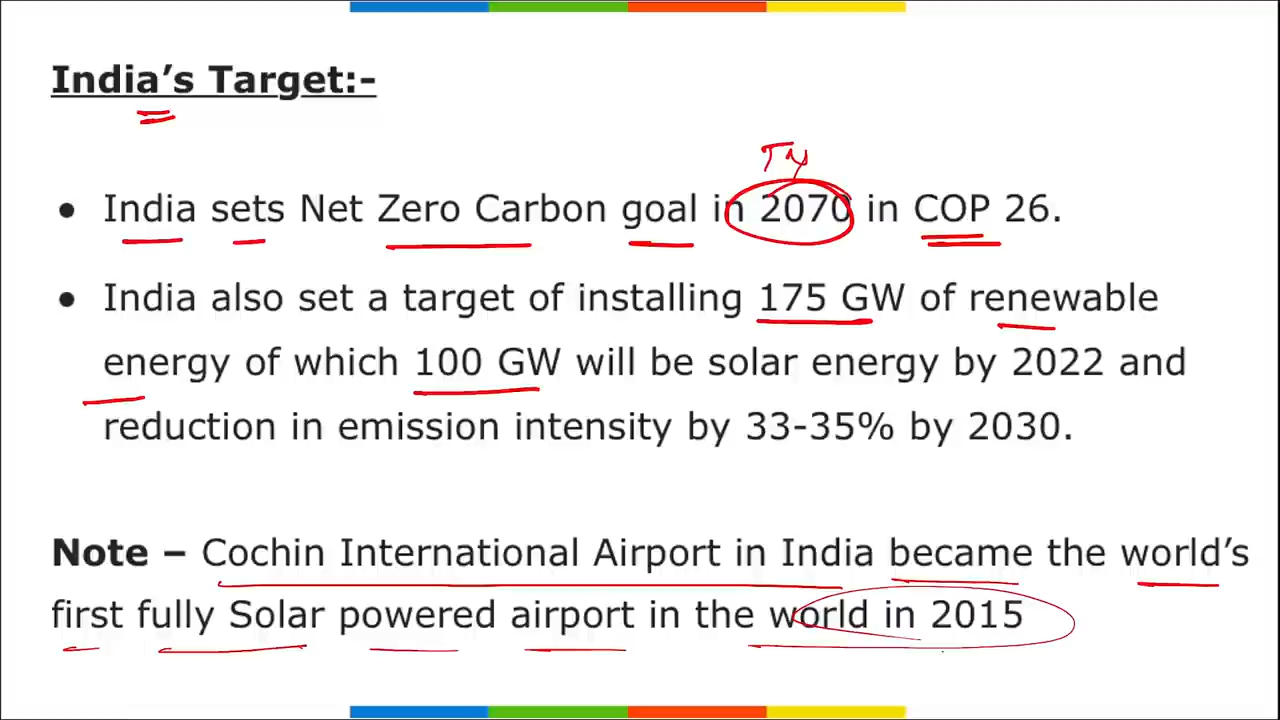 India's Target:-
● India sets Net Zero Carbon goal in 2070 in COP 26.
● India also set a target of installing 175 GW of renewable
energy of which 100 GW will be solar energy by 2022 and
reduction in emission intensity by 33-35% by 2030.
Note – Cochin International Airport in India became the world's
first fully Solar powered airport in the world in 2015